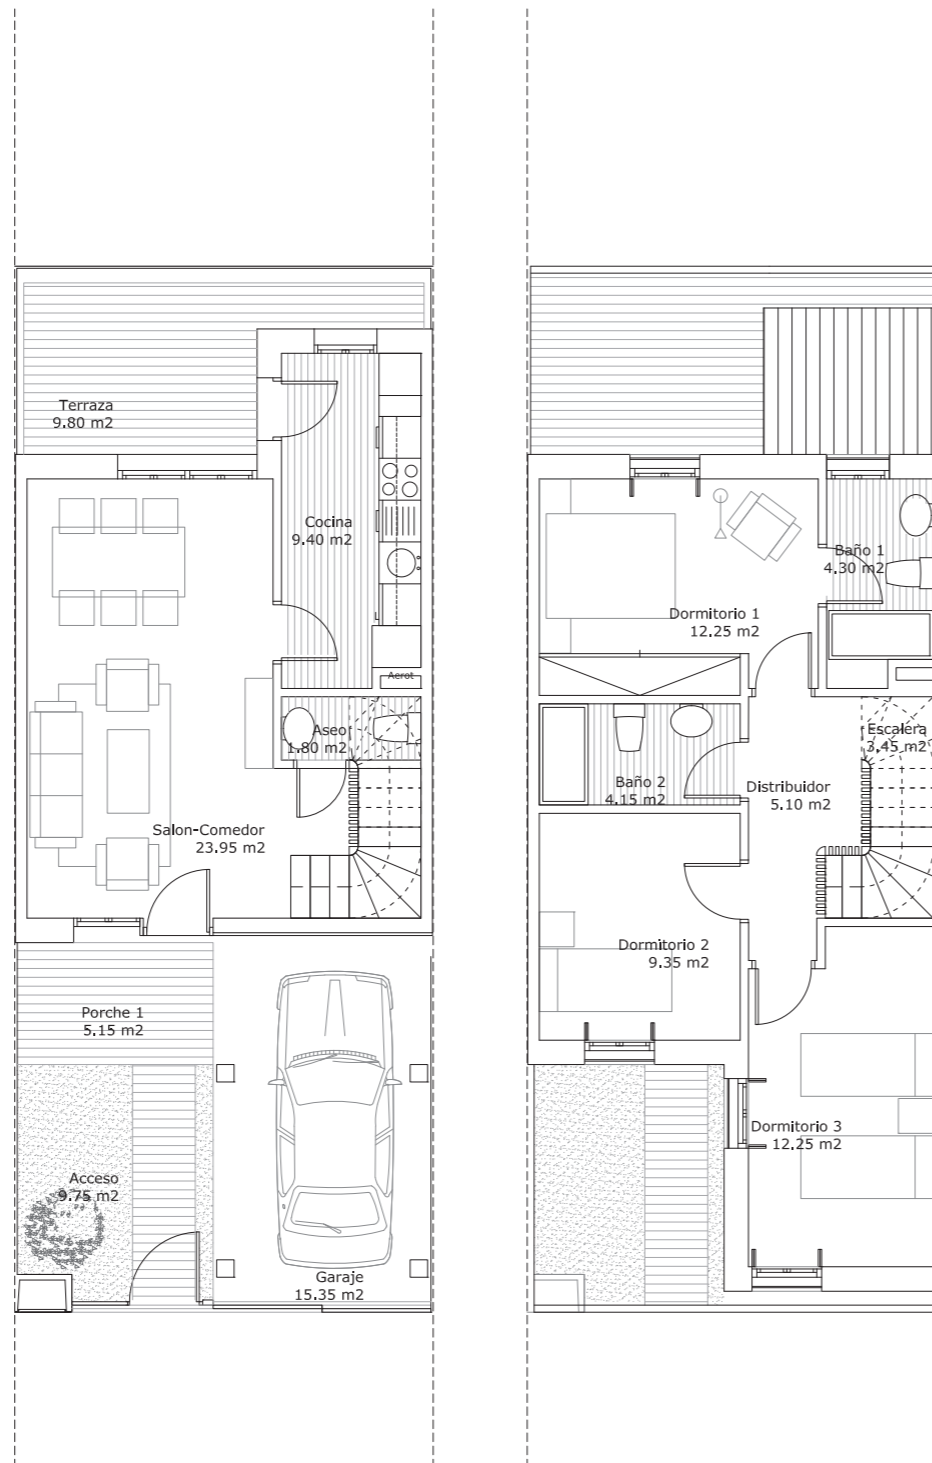 Terraza
9.80 m2
Cocina
9.40 m2
Aerot
Aseo
1.80 m2
Salon-Comedor
23.95 m2
Porche 1
5.15 m2
Acceso
9.75 m2
Garaje
15.35 m2
Baño 1
4.30 m2
Dormitorio 1
12.25 m2
Escalera
3.45 m2
Baño 2
4.15 m2
Distribuidor
5.10 m2
Dormitorio 2
9.35 m2
Dormitorio 3
12.25 m2